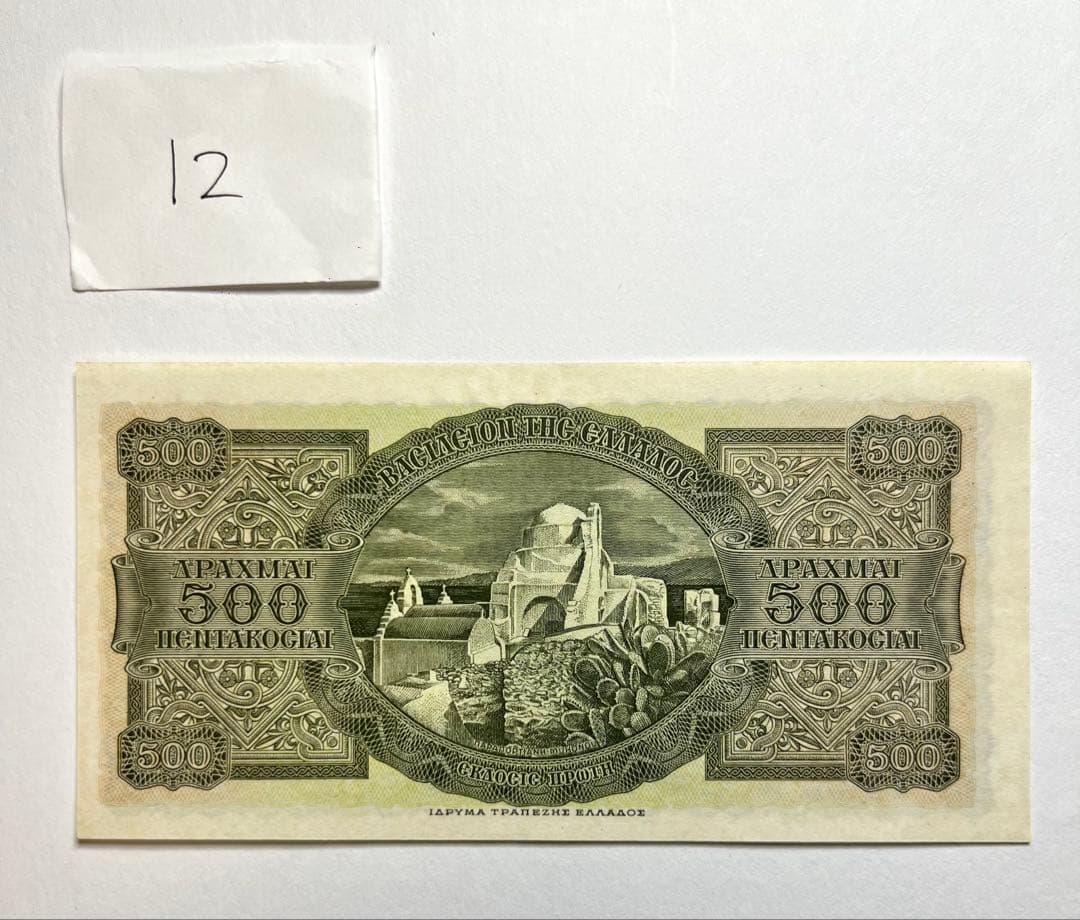 12
500
500
ΒΑΣΙΛΕΙΟΝ ΤΗΣ ΕΛΛΑΔΟΣ
ΔΡΑΧΜΑΙ
500
ΠΕΝΤΑΚΟΣΙΑΙ
ΔΡΑΧΜΑΙ
500
ΠΕΝΤΑΚΟΣΙΑΙ
500
500
ΕΚΔΟΣΙΣ ΠΡΩΤΗ
ΙΔΡΥΜΑ ΤΡΑΠΕΖΗΣ ΕΛΛΑΔΟΣ